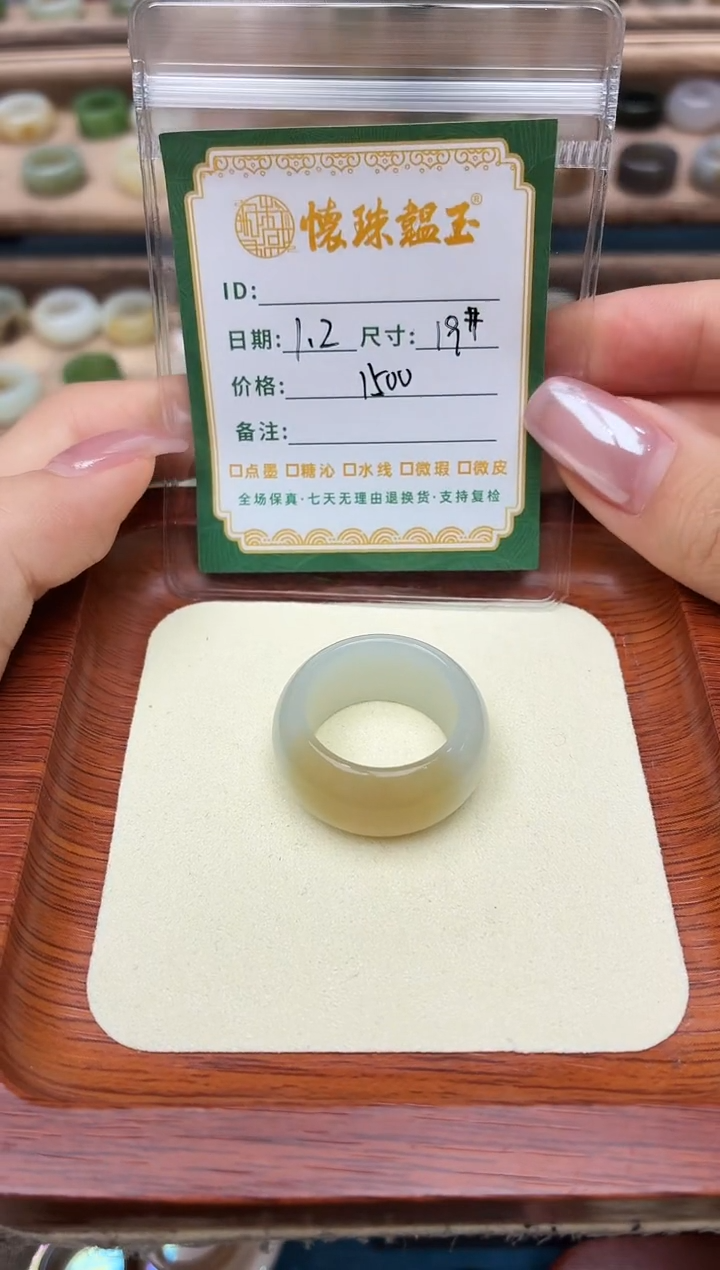 懐珠韫玉®
ID:
日期: 1.2 尺寸: 19#
价格: 1500
备注:
□点墨 □糖沁 □水线 □微瑕 □微皮
全场保真·七天无理由退换货·支持复检